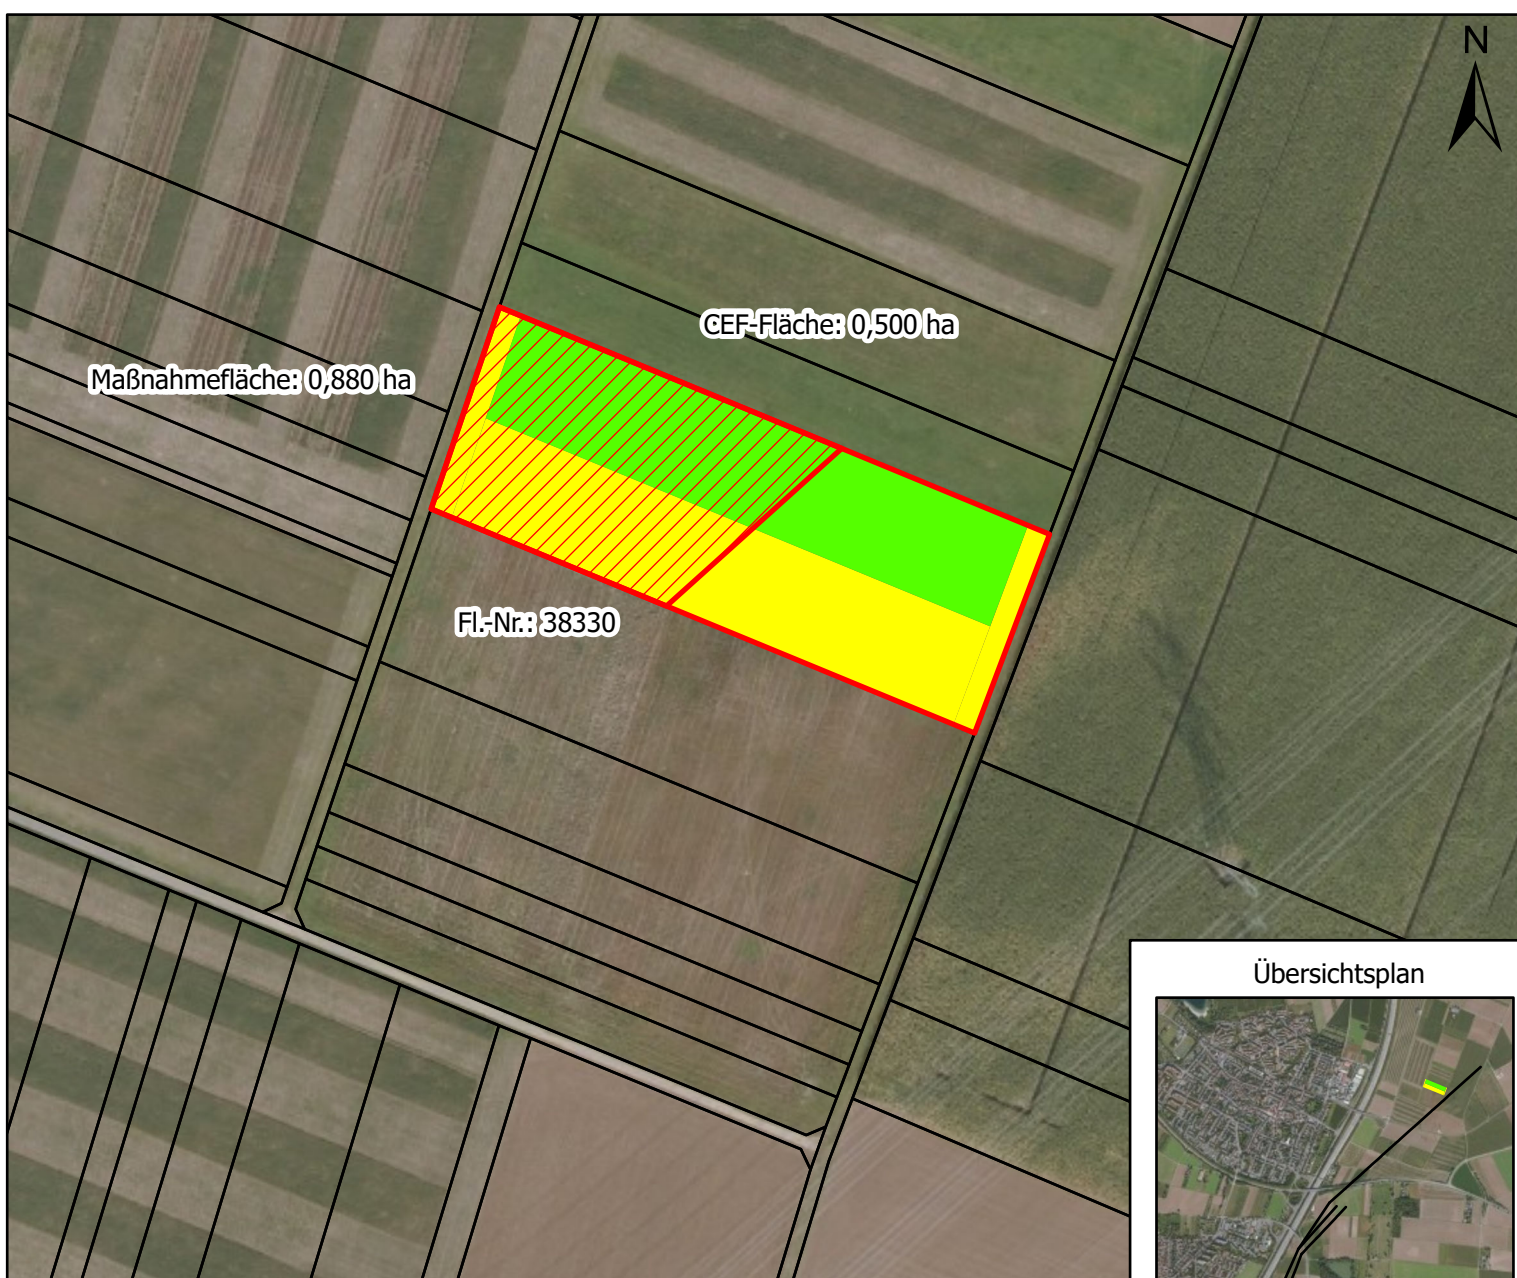 N
CEF-Fläche: 0,500 ha
Maßnahmefläche: 0,880 ha
Fl.-Nr.: 38330
Übersichtsplan